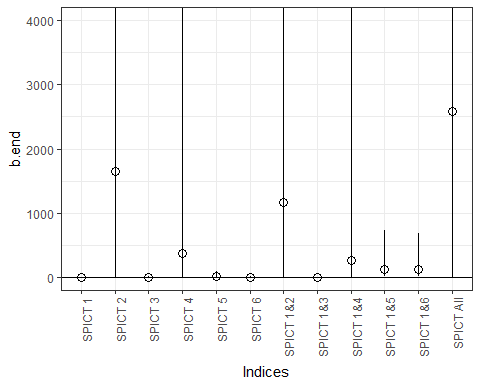 4000
3000
2000
1000
0
b.end
SPICT 1
SPICT 2
SPICT 3
SPICT 4
SPICT 5
SPICT 6
SPICT 1&2
SPICT 1&3
SPICT 1&4
SPICT 1&5
SPICT 1&6
SPICT All
Indices